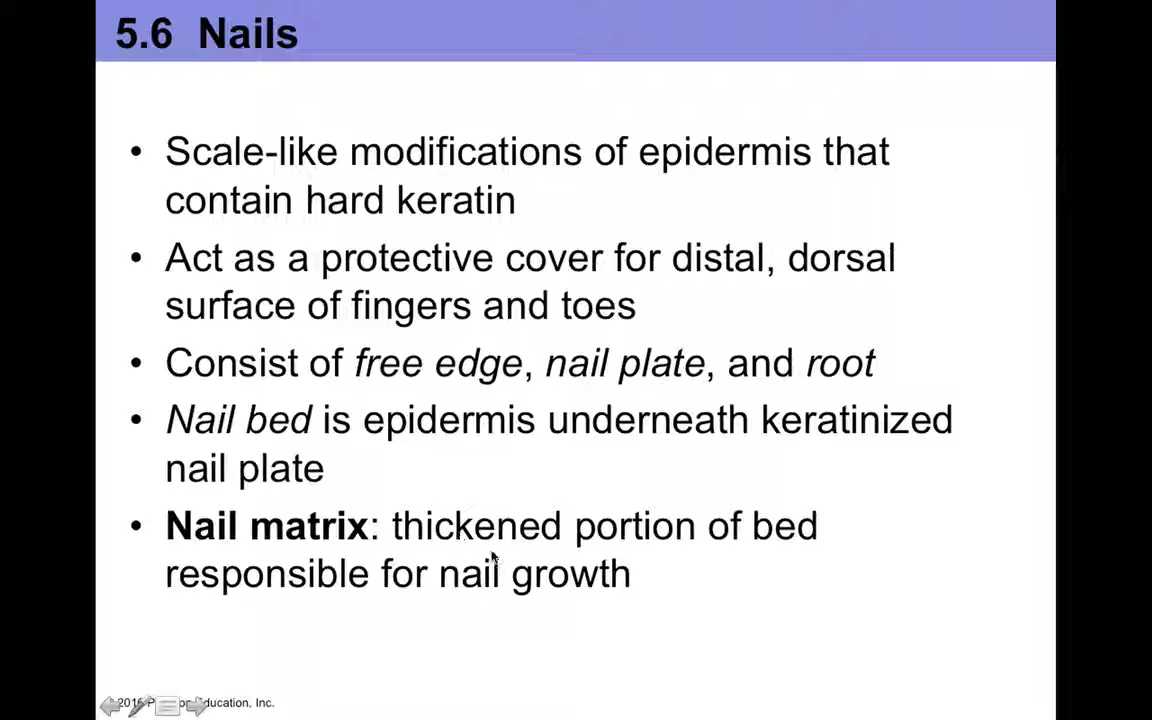 5.6 Nails
• Scale-like modifications of epidermis that
contain hard keratin
• Act as a protective cover for distal, dorsal
surface of fingers and toes
• Consist of free edge, nail plate, and root
• Nail bed is epidermis underneath keratinized
nail plate
• Nail matrix: thickened portion of bed
responsible for nail growth
2016 Education, Inc.